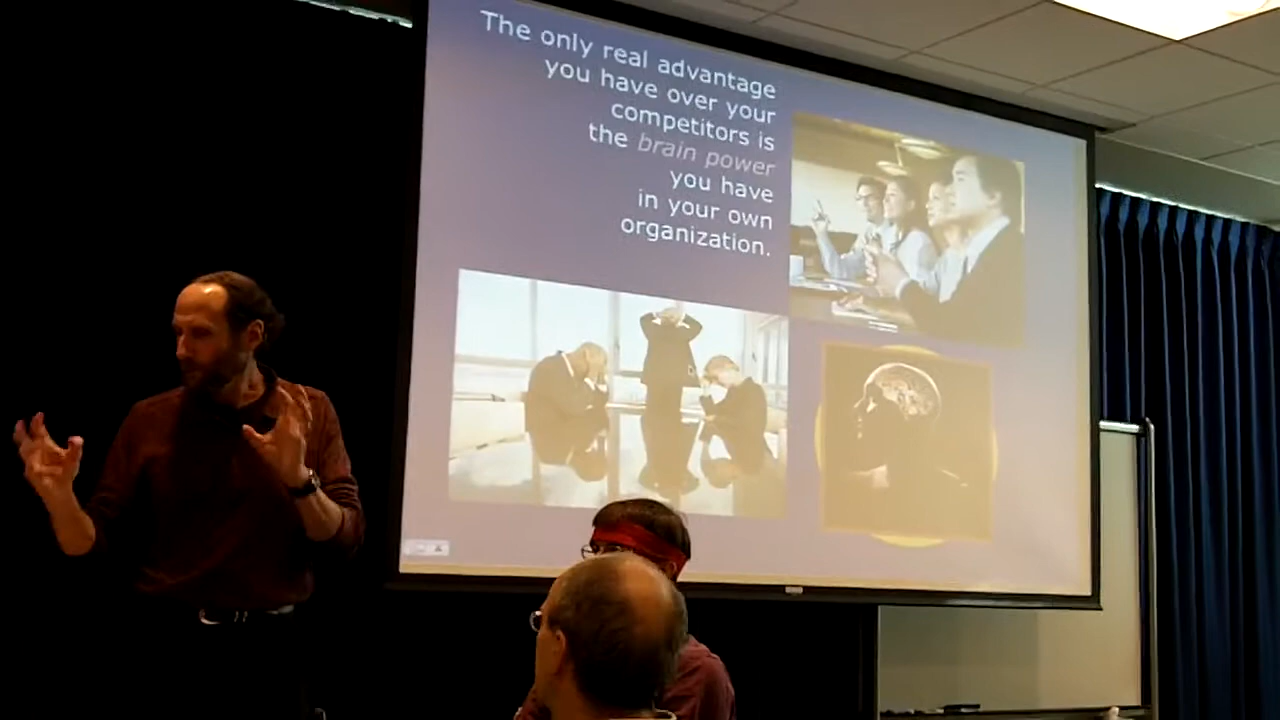 The only real advantage
you have over your
competitors is
the brain power
you have
in your own
organization.